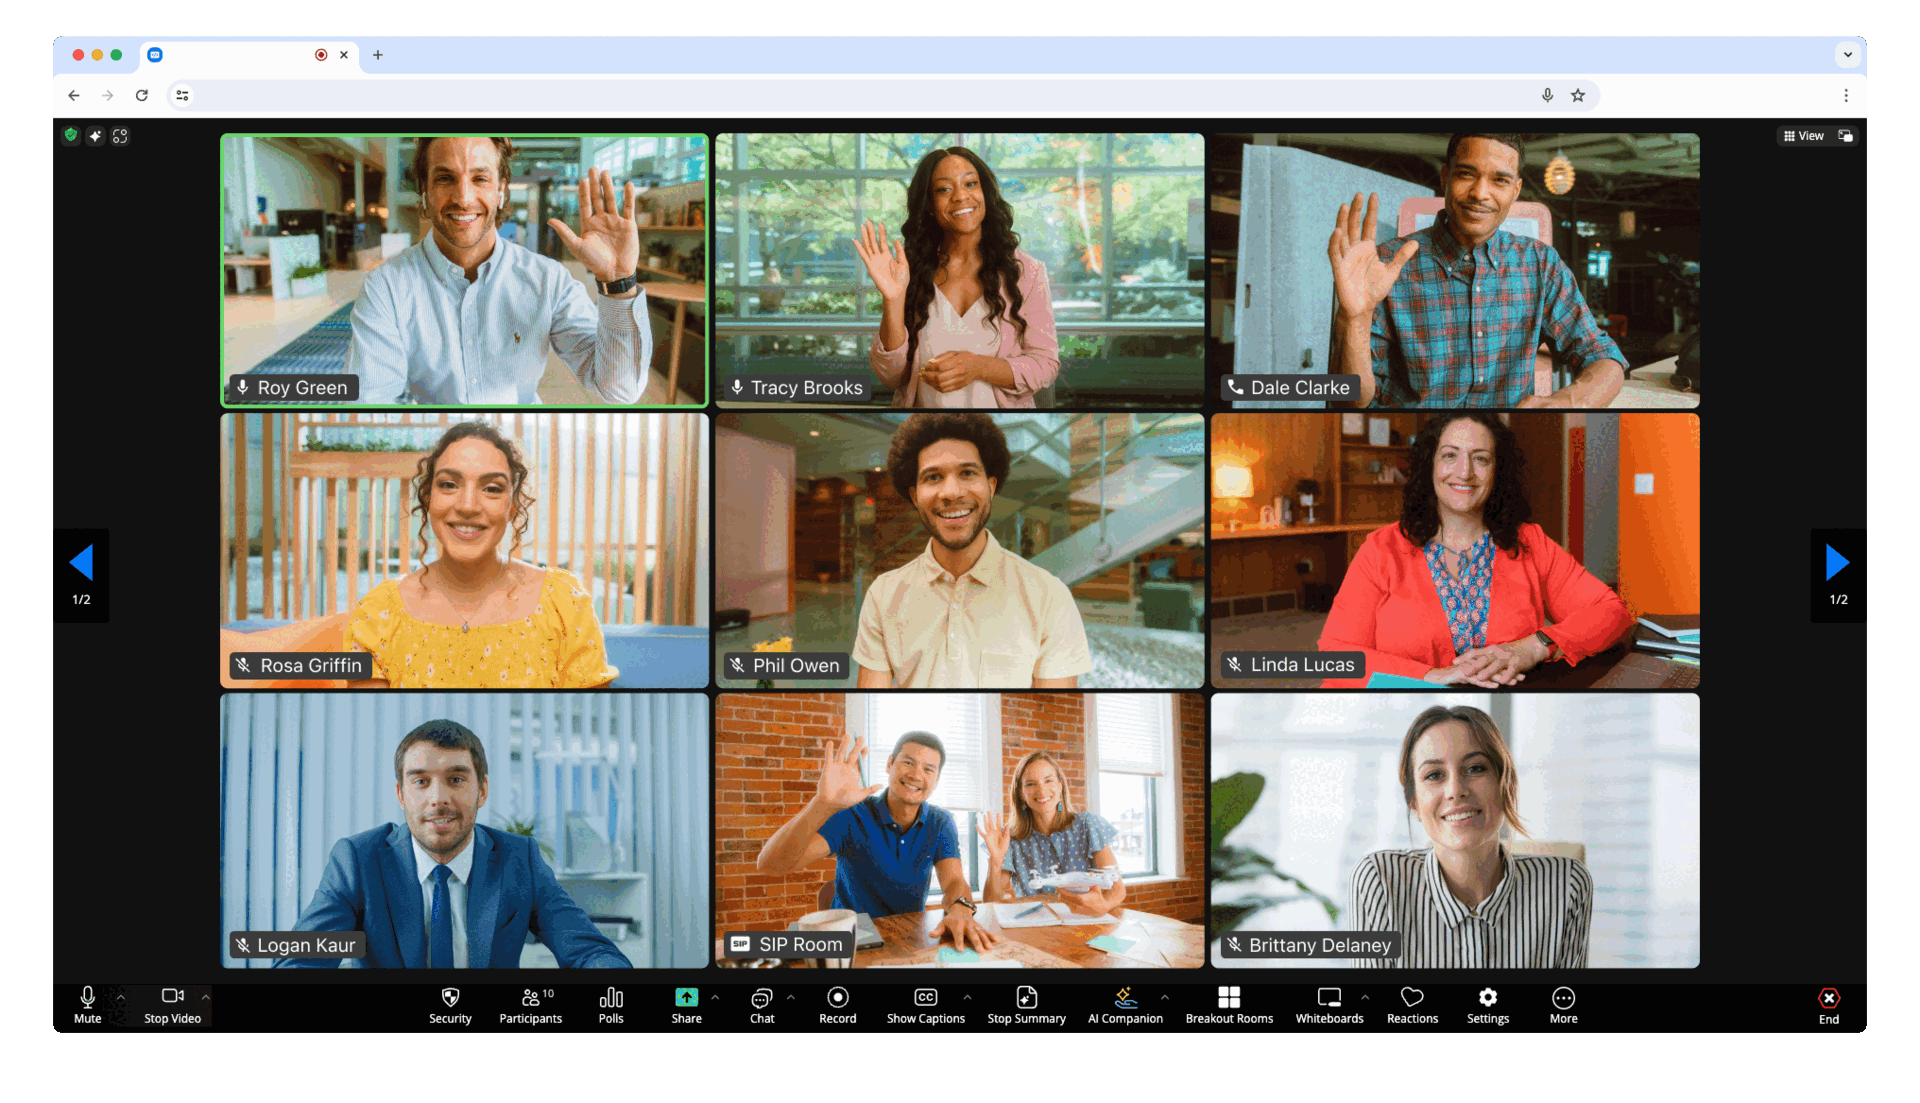 View
Roy Green
Tracy Brooks
Dale Clarke
1/2
1/2
Rosa Griffin
Phil Owen
Linda Lucas
Logan Kaur
SIP SIP Room
Brittany Delaney
Mute
Stop Video
Security
10
Participants
Polls
Share
Chat
Record
CC
Show Captions
Stop Summary
AI Companion
Breakout Rooms
Whiteboards
Reactions
Settings
More
End